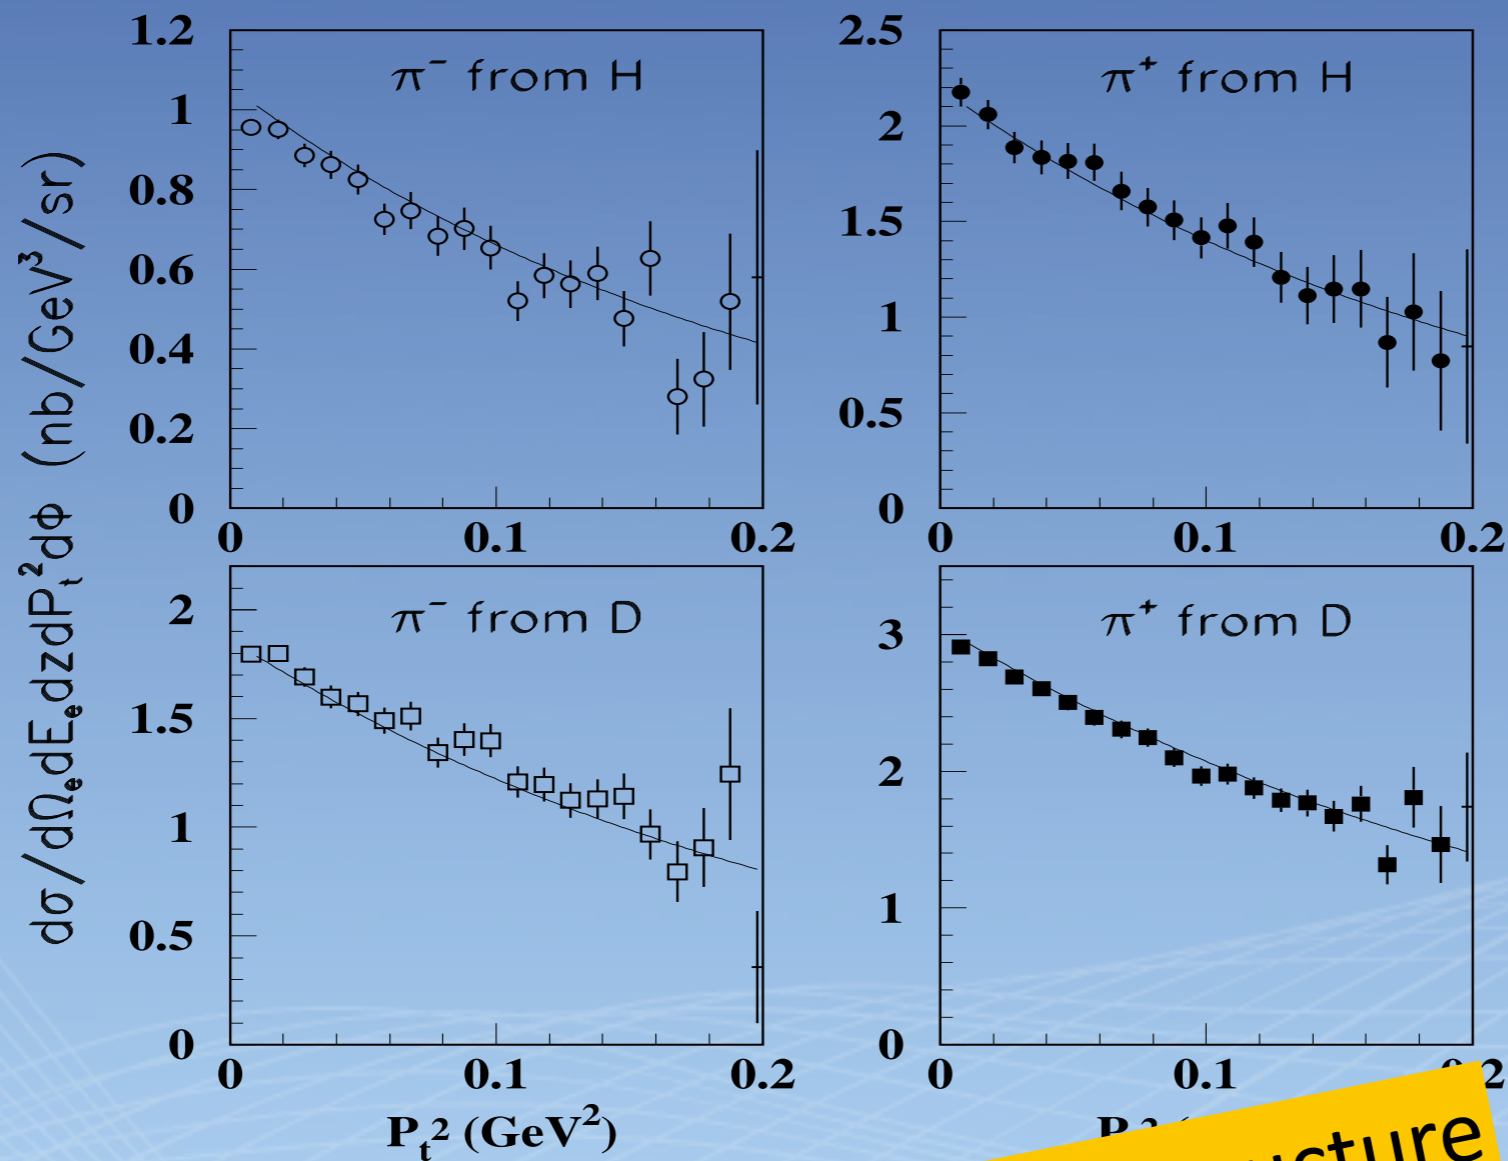 dσ/dΩₑdEₑdzdPₜ²dφ (nb/GeV³/sr)
π⁻ from H
1.2
1
0.8
0.6
0.4
0.2
0
0 0.1 0.2
π⁺ from H
2.5
2
1.5
1
0.5
0
0 0.1 0.2
π⁻ from D
2
1.5
1
0.5
0
0 0.1 0.2
Pₜ² (GeV²)
π⁺ from D
3
2
1
0
0 0.1